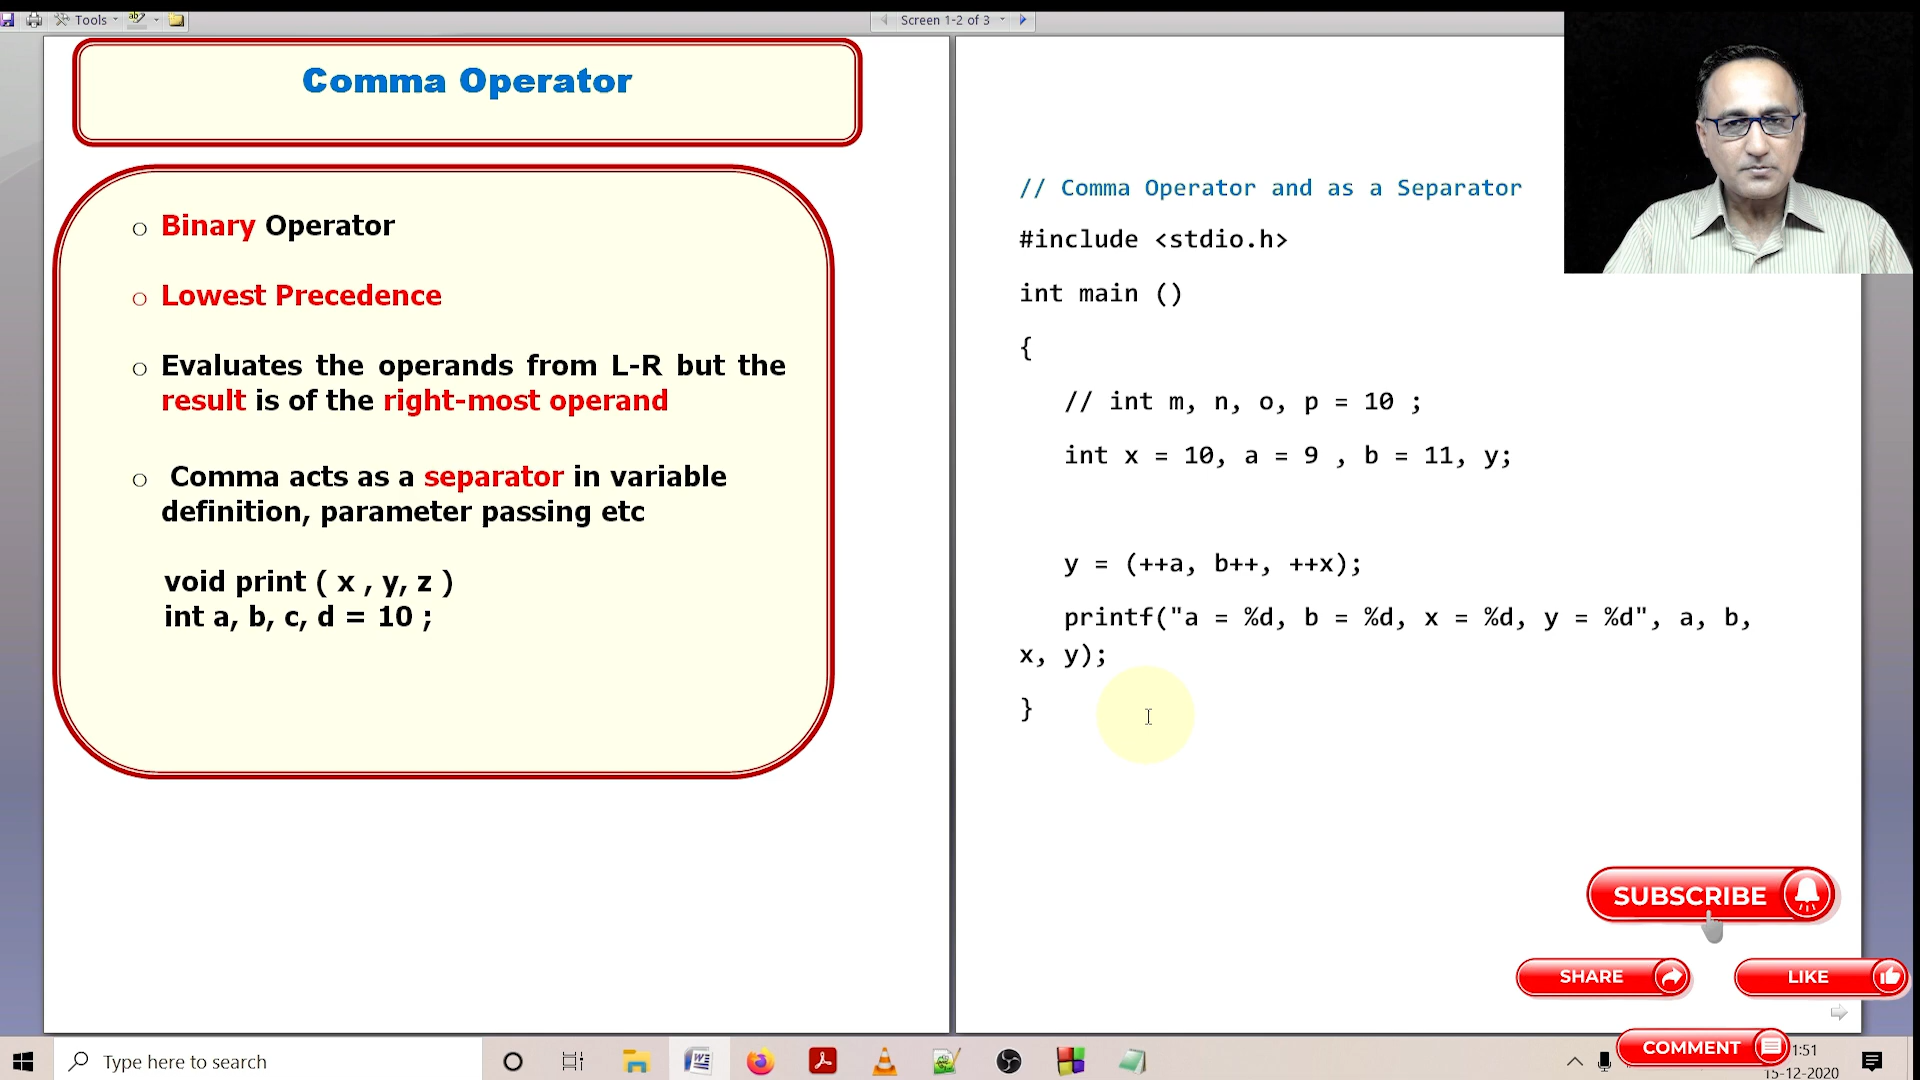 Tools
Screen 1-2 of 3
Comma Operator
Binary Operator
Lowest Precedence
Evaluates the operands from L-R but the
result is of the right-most operand
Comma acts as a separator in variable
definition, parameter passing etc
void print ( x , y, z )
int a, b, c, d = 10 ;
// Comma Operator and as a Separator
#include <stdio.h>
int main ()
{
// int m, n, o, p = 10 ;
int x = 10, a = 9 , b = 11, y;
y = (++a, b++, ++x);
printf("a = %d, b = %d, x = %d, y = %d", a, b,
x, y);
}
SUBSCRIBE
SHARE
LIKE
COMMENT
Type here to search
1:51
15-12-2020